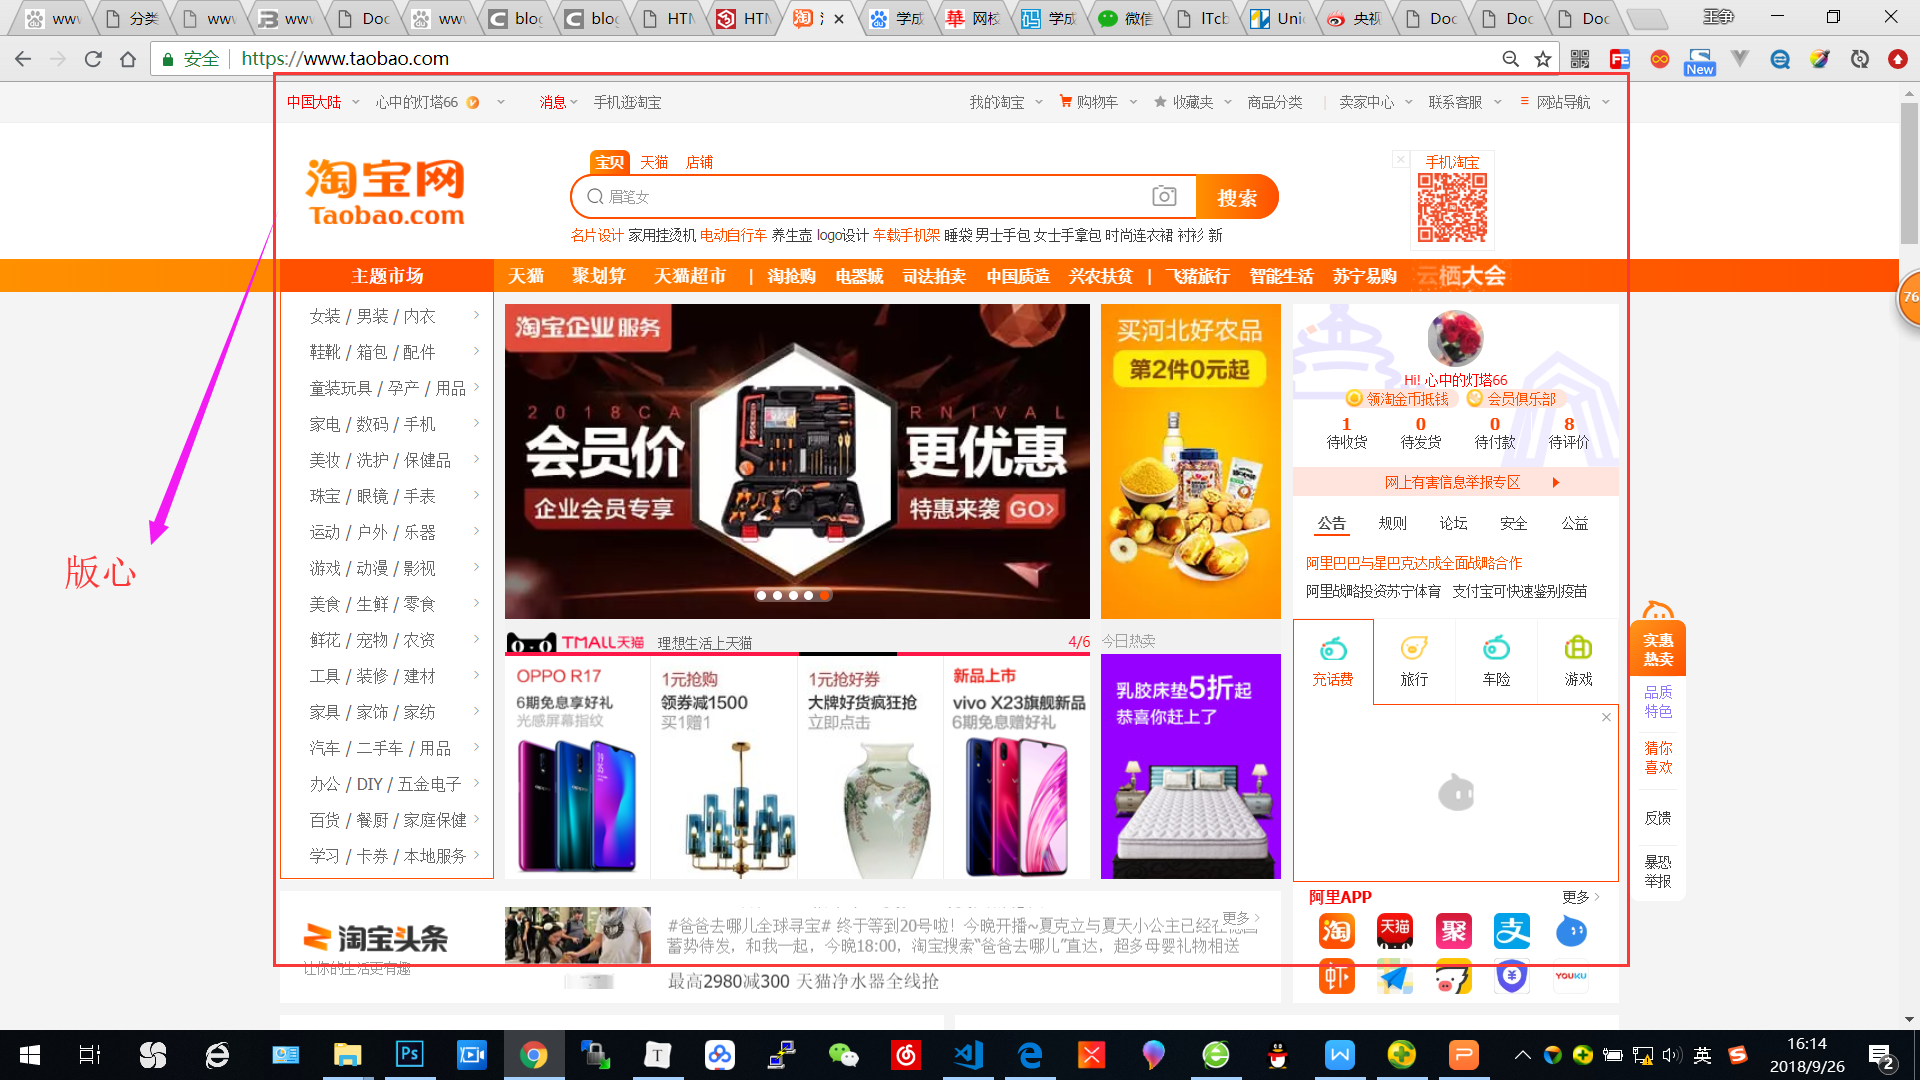 ww
分类
www
www
Doc
ww
blo
blo
HTM
HTM
学成
网校
学成
微信
ITcb
Unic
央视
Doc
Doc
Doc
王争
安全 https://www.taobao.com
New
中国大陆 心中的灯塔66 消息 手机逛淘宝 我的淘宝 购物车 收藏夹 商品分类 卖家中心 联系客服 网站导航
淘宝网
Taobao.com
宝贝 天猫 店铺
眉笔女 搜索
名片设计 家用挂烫机 电动自行车 养生壶 logo设计 车载手机架 睡袋 男士手包 女士手拿包 时尚连衣裙 衬衫 新
手机淘宝
主题市场 天猫 聚划算 天猫超市 | 淘抢购 电器城 司法拍卖 中国质造 兴农扶贫 | 飞猪旅行 智能生活 苏宁易购 云栖大会
76
女装 / 男装 / 内衣
鞋靴 / 箱包 / 配件
童装玩具 / 孕产 / 用品
家电 / 数码 / 手机
美妆 / 洗护 / 保健品
珠宝 / 眼镜 / 手表
运动 / 户外 / 乐器
游戏 / 动漫 / 影视
美食 / 生鲜 / 零食
鲜花 / 宠物 / 农资
工具 / 装修 / 建材
家具 / 家饰 / 家纺
汽车 / 二手车 / 用品
办公 / DIY / 五金电子
百货 / 餐厨 / 家庭保健
学习 / 卡券 / 本地服务
版心
淘宝企业服务
2018CA RNIVAL
会员价 更优惠
企业会员专享 特惠来袭 GO>
买河北好农品
第2件0元起
Hi! 心中的灯塔66
领淘金币抵钱 会员俱乐部
1 0 0 8
待收货 待发货 待付款 待评价
网上有害信息举报专区
公告 规则 论坛 安全 公益
阿里巴巴与星巴克达成全面战略合作
阿里战略投资苏宁体育 支付宝可快速鉴别疫苗
充话费 旅行 车险 游戏
TMALL天猫 理想生活上天猫 4/6
今日热卖
OPPO R17
6期免息享好礼
光感屏幕指纹
1元抢购
领券减1500
买1赠1
1元抢好券
大牌好货疯狂抢
立即点击
新品上市
vivo X23旗舰新品
6期免息赠好礼
乳胶床垫5折起
恭喜你赶上了
实惠
热卖
品质
特色
猜你
喜欢
反馈
暴恐
举报
淘宝头条
让你的生活更有趣
#爸爸去哪儿全球寻宝# 终于等到20号啦！今晚开播~夏克立与夏天小公主已经在德国
更多
蓄势待发，和我一起，今晚18:00，淘宝搜索“爸爸去哪儿”直达，超多母婴礼物相送
最高2980减300 天猫净水器全线抢
阿里APP 更多
淘 天猫 聚 支
虾 YOUKU
英
16:14
2018/9/26
2